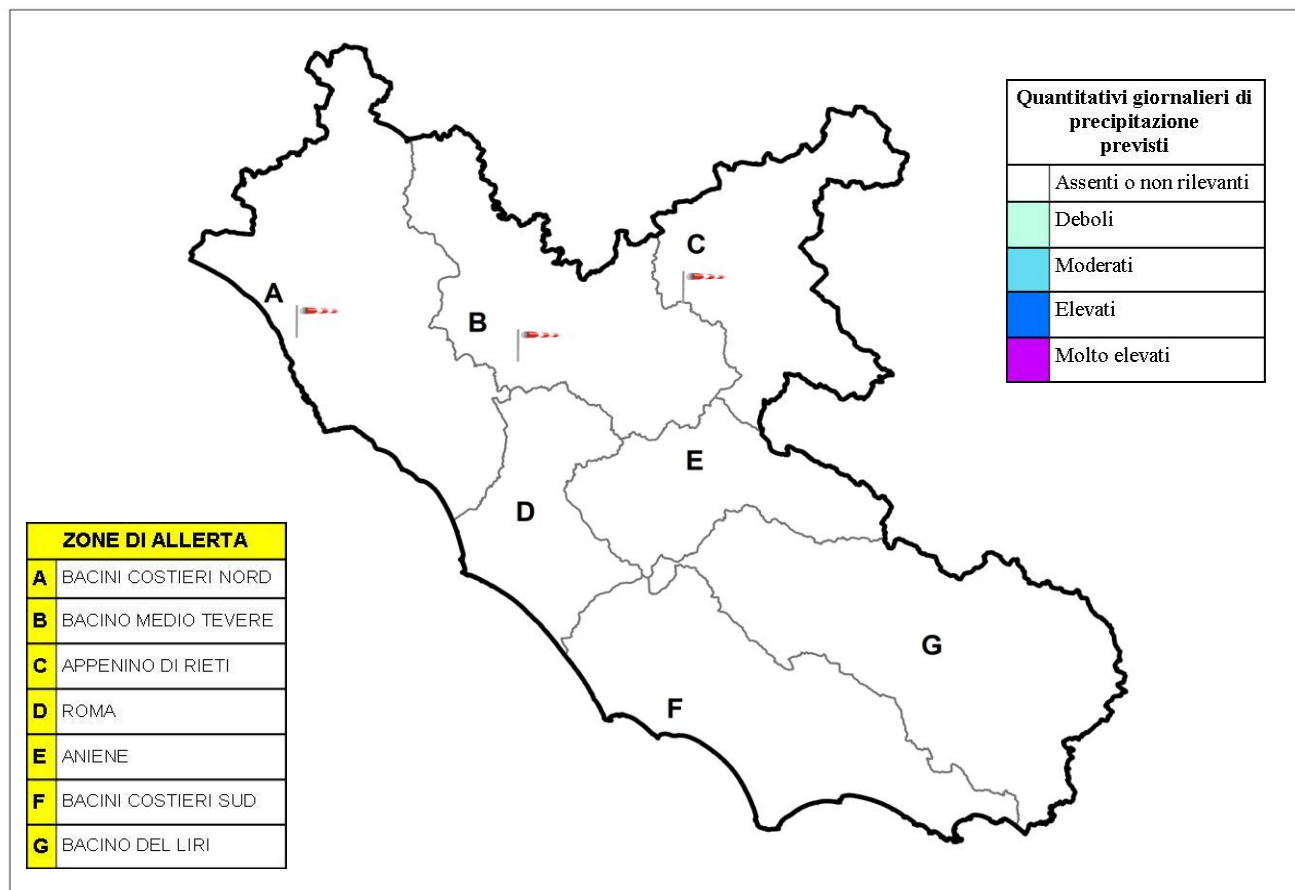 Quantitativi giornalieri di
precipitazione
previsti
Assenti o non rilevanti
Deboli
Moderati
Elevati
Molto elevati
C
A
B
E
D
G
F
ZONE DI ALLERTA
A BACINI COSTIERI NORD
B BACINO MEDIO TEVERE
C APPENINO DI RIETI
D ROMA
E ANIENE
F BACINI COSTIERI SUD
G BACINO DEL LIRI